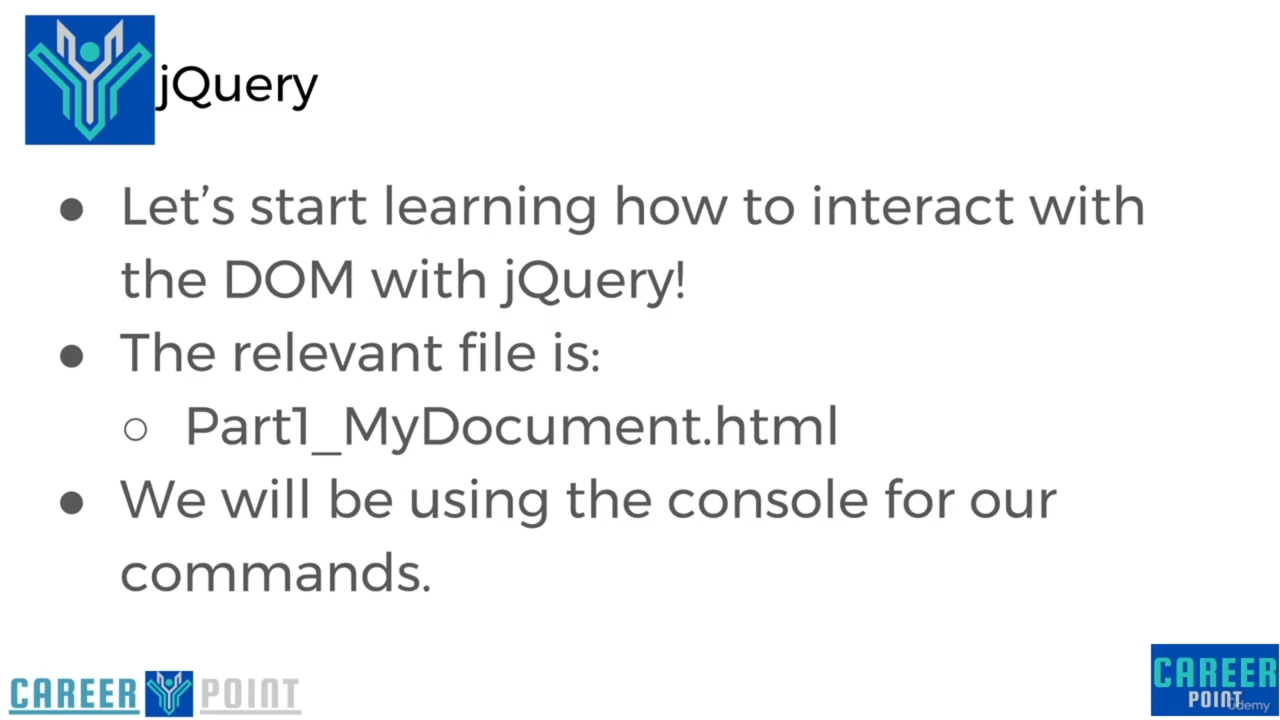 jQuery
● Let’s start learning how to interact with
the DOM with jQuery!
● The relevant file is:
○ Part1_MyDocument.html
● We will be using the console for our
commands.
CAREER POINT
CAREER
POINT
ûdemy